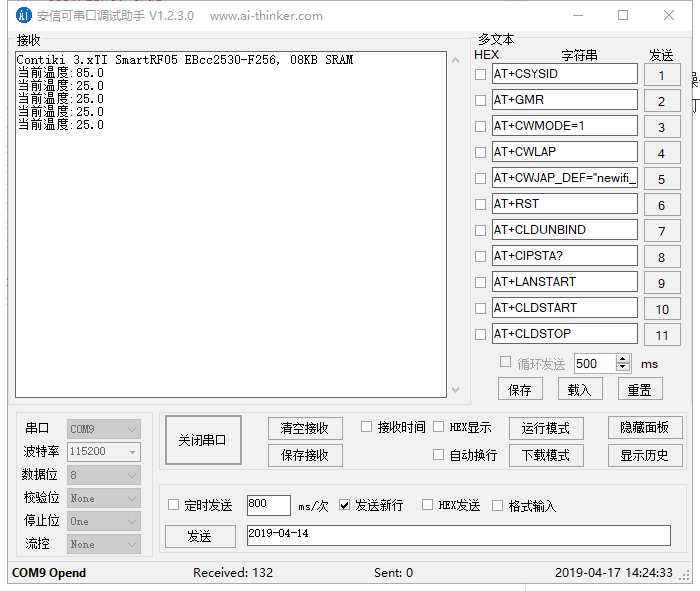 安信可串口调试助手 V1.2.3.0 www.ai-thinker.com
接收
Contiki 3.xTI SmartRF05 EBcc2530-F256, 08KB SRAM
当前温度:85.0
当前温度:25.0
当前温度:25.0
当前温度:25.0
当前温度:25.0
多文本
HEX 字符串 发送
AT+CSYSID 1
AT+GMR 2
AT+CWMODE=1 3
AT+CWLAP 4
AT+CWJAP_DEF="newifi_ 5
AT+RST 6
AT+CLDUNBIND 7
AT+CIPSTA? 8
AT+LANSTART 9
AT+CLDSTART 10
AT+CLDSTOP 11
循环发送 500 ms
保存 载入 重置
串口 COM9
波特率 115200
数据位 8
校验位 None
停止位 One
流控 None
关闭串口
清空接收 接收时间 HEX显示 运行模式 隐藏面板
保存接收 自动换行 下载模式 显示历史
定时发送 800 ms/次 发送新行 HEX发送 格式输入
发送 2019-04-14
COM9 Opend Received: 132 Sent: 0 2019-04-17 14:24:33